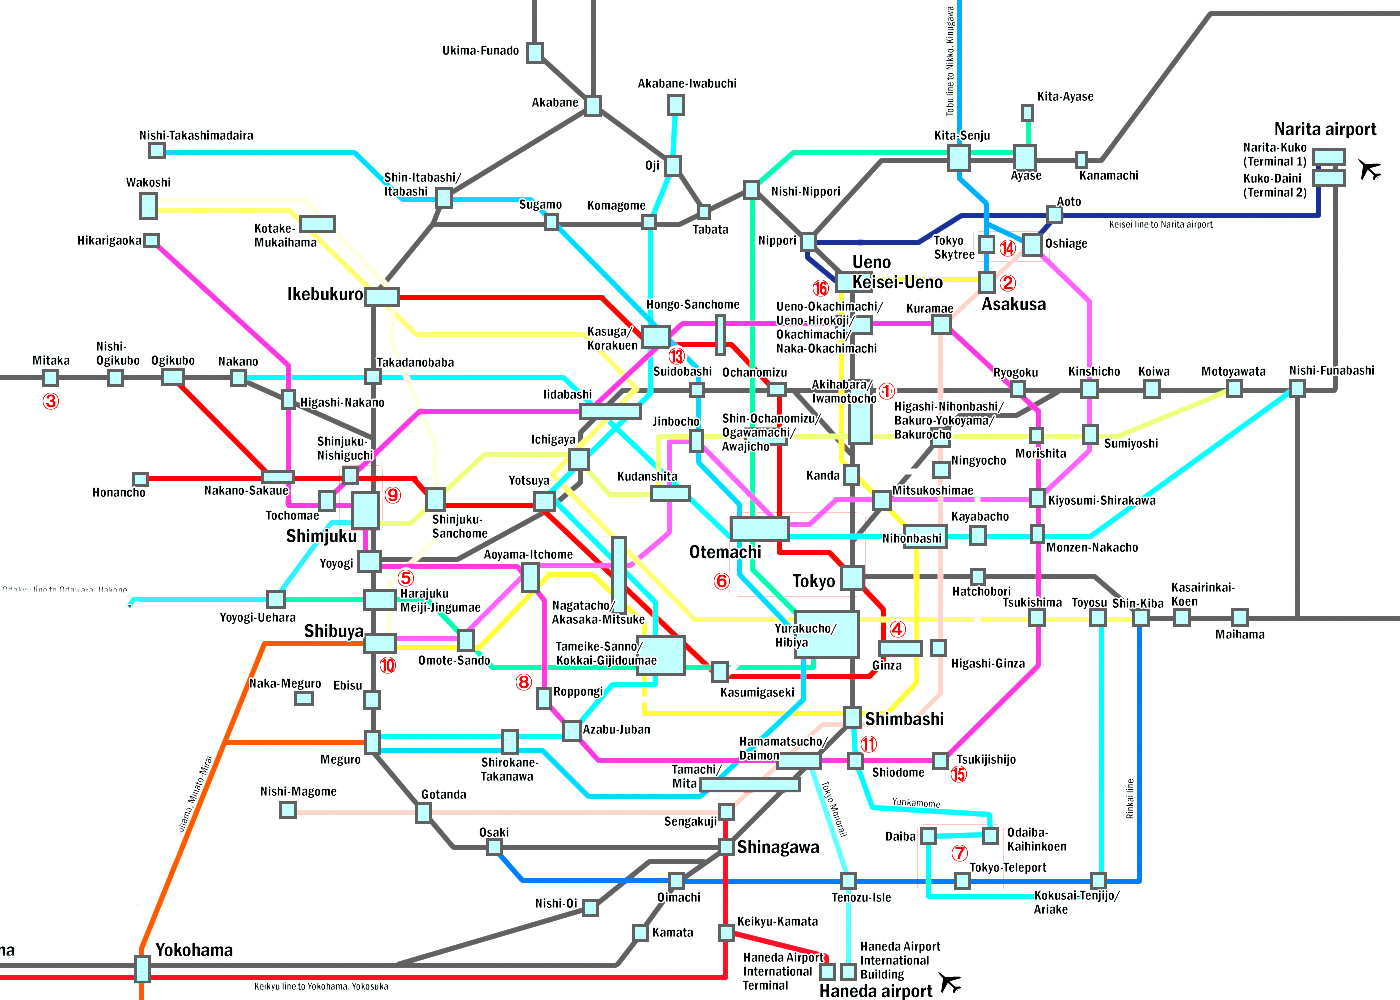 Ukima-Funado
Akabane
Akabane-Iwabuchi
Tobu line to Nikko, Kinugawa
Kita-Ayase
Nishi-Takashimadaira
Oji
Kita-Senju
Ayase
Kanamachi
Narita airport
Narita-Kuko
(Terminal 1)
Kuko-Daini
(Terminal 2)
Wakoshi
Shin-Itabashi/
Itabashi
Sugamo
Komagome
Tabata
Nishi-Nippori
Aoto
Keisei line to Narita airport
Hikarigaoka
Kotake-
Mukaihama
Nippori
Tokyo
Skytree
14
Oshiage
Ueno
Keisei-Ueno
16
2
Asakusa
Ikebukuro
Hongo-Sanchome
Kasuga/
Korakuen
13
Ueno-Okachimachi/
Ueno-Hirokoji/
Okachimachi/
Naka-Okachimachi
Kuramae
Mitaka
3
Nishi-
Ogikubo
Ogikubo
Nakano
Takadanobaba
Higashi-Nakano
Iidabashi
Suidobashi
Ochanomizu
Akihabara/
Iwamotocho
1
Ryogoku
Kinshicho
Koiwa
Motoyawata
Nishi-Funabashi
Higashi-Nihonbashi/
Bakuro-Yokoyama/
Bakurocho
Shinjuku-
Nishiguchi
Ichigaya
Jinbocho
Shin-Ochanomizu/
Ogawamachi/
Awajicho
Morishita
Sumiyoshi
Honancho
Nakano-Sakaue
Tochomae
9
Shimjuku
Shinjuku-
Sanchome
Yotsuya
Kudanshita
Kanda
Ningyocho
Mitsukoshimae
Kiyosumi-Shirakawa
Kayabacho
Nihonbashi
Monzen-Nakacho
Otemachi
Yoyogi
5
Aoyama-Itchome
6
Tokyo
Hatchobori
Yoyogi-Uehara
Harajuku
Meiji-Jingumae
Nagatacho/
Akasaka-Mitsuke
Tsukishima
Toyosu
Shin-Kiba
Kasairinkai-
Koen
Maihama
Shibuya
10
Omote-Sando
Tameike-Sanno/
Kokkai-Gijidoumae
Yurakucho/
Hibiya
4
Ginza
Higashi-Ginza
Naka-Meguro
Ebisu
8
Roppongi
Kasumigaseki
Azabu-Juban
Shimbashi
Meguro
Shirokane-
Takanawa
Hamamatsucho/
Daimon
11
Shiodome
Tsukijishijo
15
Tamachi/
Mita
Nishi-Magome
Gotanda
Sengakuji
Tokyo Monorail
Yurikamome
Rinkai line
Osaki
Shinagawa
Daiba
7
Odaiba-
Kaihinkoen
Tokyo-Teleport
Oimachi
Tenozu-Isle
Kokusai-Tenjijo/
Ariake
Nishi-Oi
Kamata
Keikyu-Kamata
Yokohama
Haneda Airport
International
Terminal
Haneda Airport
International
Building
Haneda airport
Keikyu line to Yokohama, Yokosuka